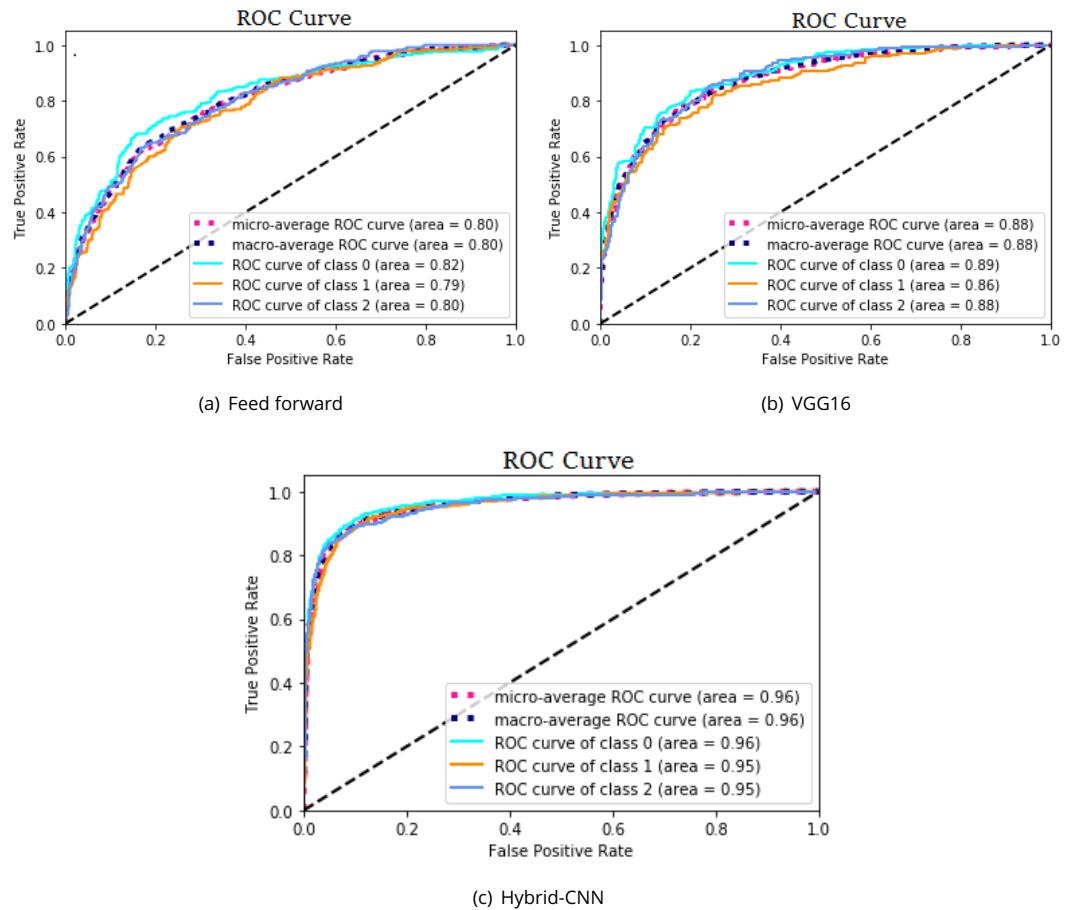 ROC Curve
1.0
0.8
0.6
0.4
0.2
0.0
True Positive Rate
micro-average ROC curve (area = 0.80)
macro-average ROC curve (area = 0.80)
ROC curve of class 0 (area = 0.82)
ROC curve of class 1 (area = 0.79)
ROC curve of class 2 (area = 0.80)
0.0 0.2 0.4 0.6 0.8 1.0
False Positive Rate
(a) Feed forward
ROC Curve
1.0
0.8
0.6
0.4
0.2
0.0
True Positive Rate
micro-average ROC curve (area = 0.88)
macro-average ROC curve (area = 0.88)
ROC curve of class 0 (area = 0.89)
ROC curve of class 1 (area = 0.86)
ROC curve of class 2 (area = 0.88)
0.0 0.2 0.4 0.6 0.8 1.0
False Positive Rate
(b) VGG16
ROC Curve
1.0
0.8
0.6
0.4
0.2
0.0
True Positive Rate
micro-average ROC curve (area = 0.96)
macro-average ROC curve (area = 0.96)
ROC curve of class 0 (area = 0.96)
ROC curve of class 1 (area = 0.95)
ROC curve of class 2 (area = 0.95)
0.0 0.2 0.4 0.6 0.8 1.0
False Positive Rate
(c) Hybrid-CNN